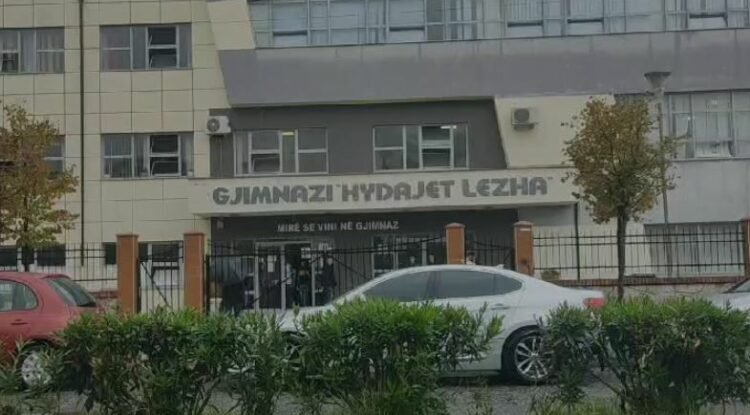 GJIMNAZI "HYDAJET LEZHA"
MIRË SE VINI NË GJIMNAZ